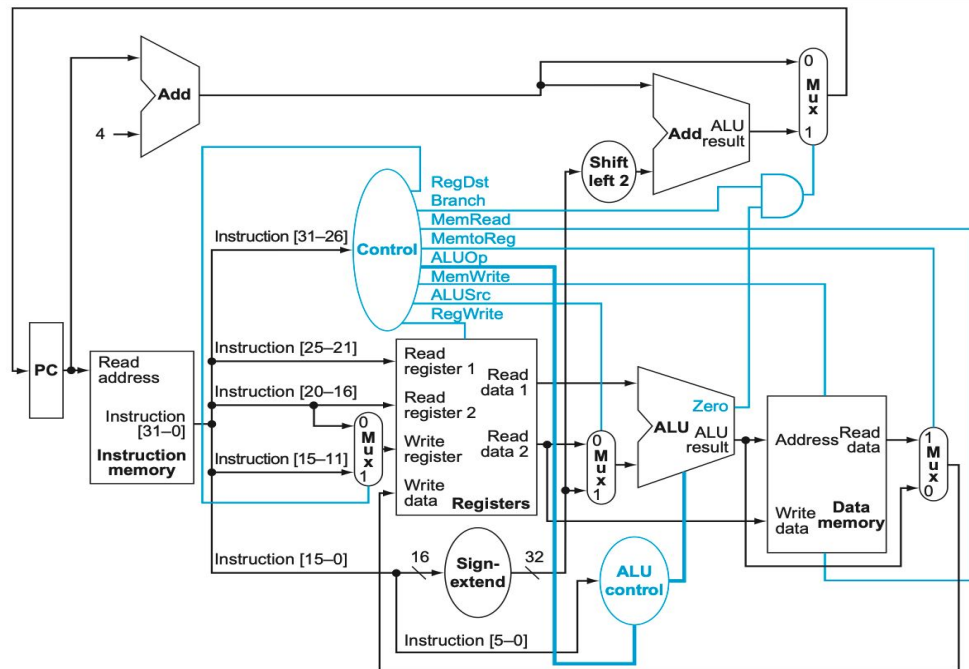 Add
4
Add
ALU
result
0
M
u
x
1
Shift
left 2
RegDst
Branch
MemRead
MemtoReg
ALUOp
MemWrite
ALUSrc
RegWrite
Instruction [31–26]
Control
PC
Read
address
Instruction
[31–0]
Instruction
memory
Instruction [25–21]
Instruction [20–16]
Instruction [15–11]
0
M
u
x
1
Read
register 1
Read
register 2
Write
register
Write
data
Read
data 1
Read
data 2
Registers
0
M
u
x
1
Zero
ALU
ALU
result
Address
Read
data
Write
data
Data
memory
1
M
u
x
0
Instruction [15–0]
16
Sign-
extend
32
ALU
control
Instruction [5–0]